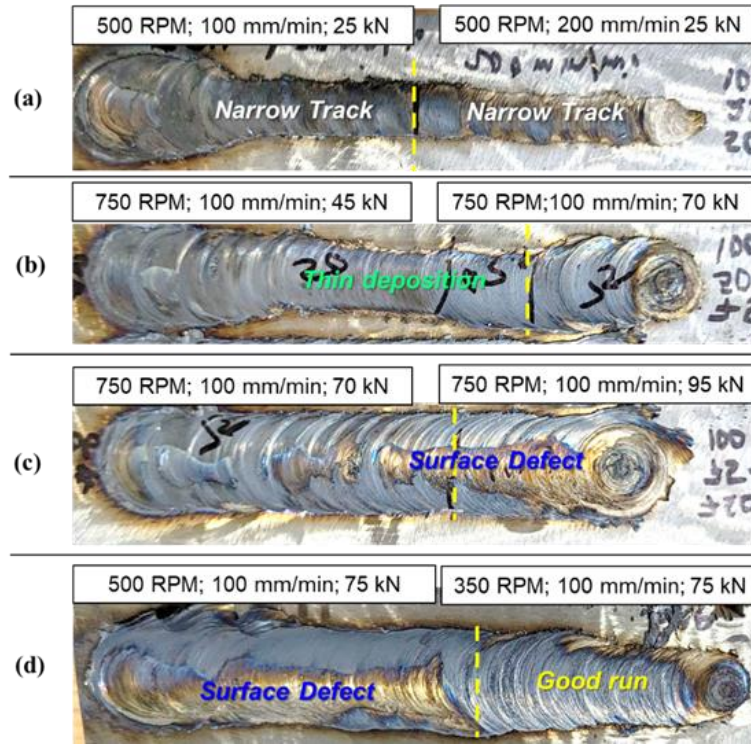 500 RPM; 100 mm/min; 25 kN
500 RPM; 200 mm/min 25 kN
(a)
Narrow Track
Narrow Track
750 RPM; 100 mm/min; 45 kN
750 RPM;100 mm/min; 70 kN
(b)
Thin deposition
750 RPM; 100 mm/min; 70 kN
750 RPM; 100 mm/min; 95 kN
(c)
Surface Defect
500 RPM; 100 mm/min; 75 kN
350 RPM; 100 mm/min; 75 kN
(d)
Surface Defect
Good run